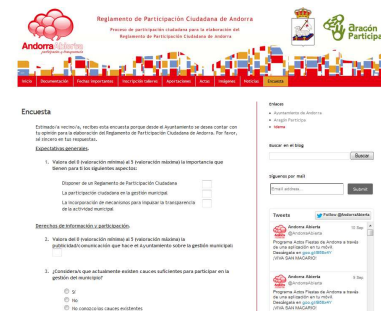 Reglamento de Participación Ciudadana de Andorra
Proceso de participación ciudadana para la elaboración del
Reglamento de Participación Ciudadana de Andorra
Andorra Abierta
Aragón
Participa
Inicio Documentación Fechas importantes Inscripción talleres Aportaciones Actas Imágenes Noticias Encuesta
Encuesta
Estimado/a vecino/a, recibes esta encuesta porque desde el Ayuntamiento se desea contar con
tu opinión para la elaboración del Reglamento de Participación Ciudadana de Andorra. Por favor,
sé sincero en tus respuestas.
Expectativas generales:
1. Valora del 0 (valoración mínima) al 5 (valoración máxima) la importancia que
tienen para ti los siguientes aspectos:
Disponer de un Reglamento de Participación Ciudadana
La participación ciudadana en la gestión municipal
La incorporación de mecanismos para impulsar la transparencia
de la actividad municipal
Derechos de información y participación:
2. Valora del 0 (valoración mínima) al 5 (valoración máxima) la
publicidad/comunicación que hace el Ayuntamiento sobre la gestión municipal:
3. ¿Consideras que actualmente existen cauces suficientes para participar en la
gestión del municipio?
Sí
No
No conozco los cauces existentes
Enlaces
Ayuntamiento de Andorra
Aragón Participa
Idema
Buscar en el blog
Buscar
Síguenos por mail
Email address...
Submit
Tweets
Follow @AndorraAbierta
Andorra Abierta
@AndorraAbierta
Programa Actos Fiestas de Andorra a través
de una aplicación en tu móvil.
¡VIVA SAN MACARIO!
Andorra Abierta
@AndorraAbierta
Programa Actos Fiestas de Andorra a través
de una aplicación en tu móvil.
¡VIVA SAN MACARIO!